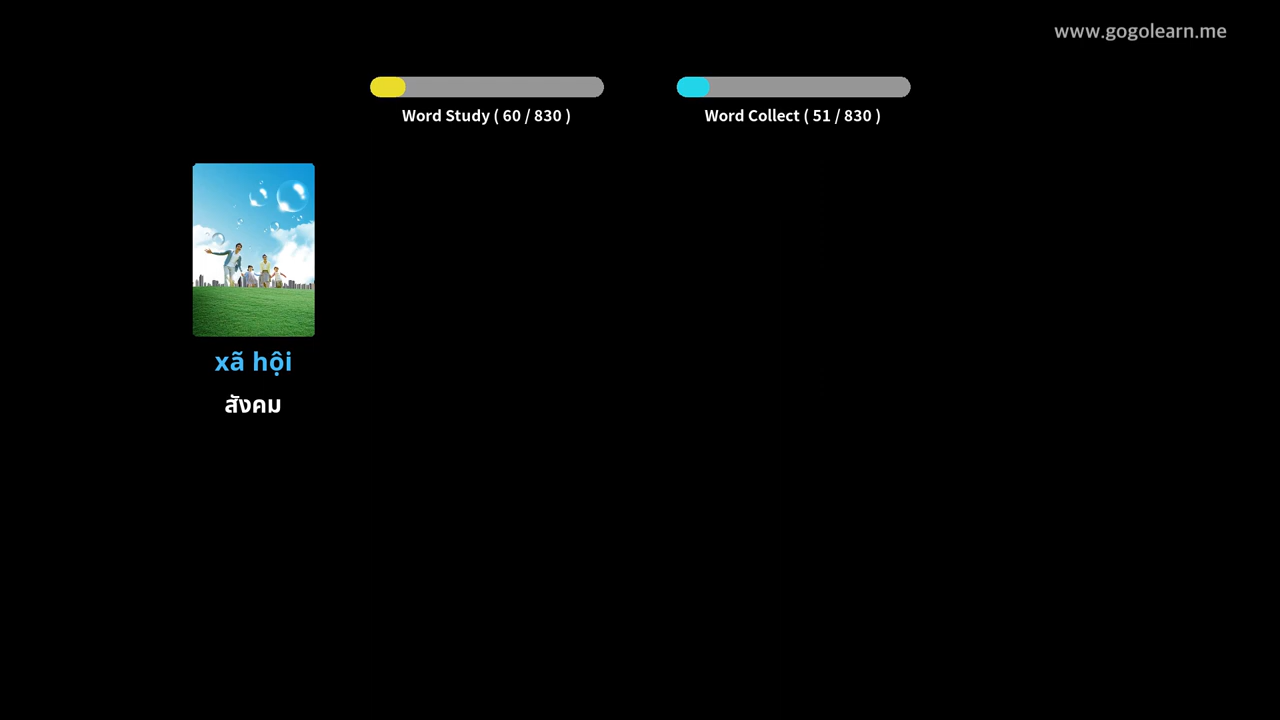 www.gogolearn.me
Word Study ( 60 / 830 )
Word Collect ( 51 / 830 )
xã hội
สังคม